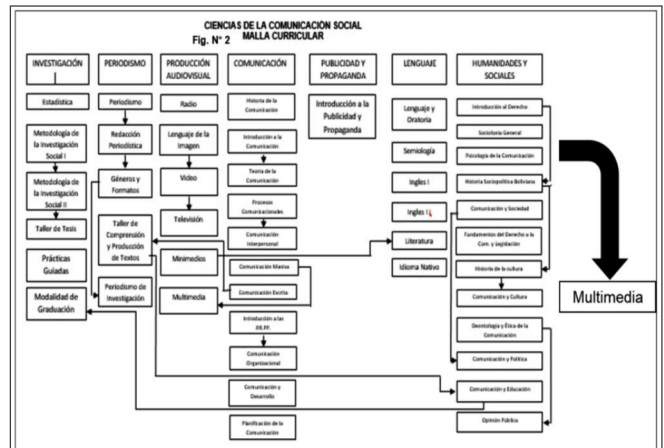 CIENCIAS DE LA COMUNICACIÓN SOCIAL
Fig. N° 2
MALLA CURRICULAR
INVESTIGACIÓN
Estadística
Metodología de
la Investigación
Social I
Metodología de
la Investigación
Social II
Taller de Tesis
Prácticas
Guiadas
Modalidad de
Graduación
PERIODISMO
Periodismo
Redacción
Periodística
Géneros y
Formatos
Taller de
Comprensión
y Producción
de Textos
Periodismo de
Investigación
PRODUCCIÓN
AUDIOVISUAL
Radio
Lenguaje de la
Imagen
Video
Televisión
Minimedios
Multimedia
COMUNICACIÓN
Historia de la
Comunicación
Introducción a la
Comunicación
Teoría de la
Comunicación
Procesos
Comunicacionales
Comunicación
Interpersonal
Comunicación Masiva
Comunicación Escrita
Introducción a las
RR.PP.
Comunicación
Organizacional
Comunicación y
Desarrollo
Planificación de la
Comunicación
PUBLICIDAD Y
PROPAGANDA
Introducción a la
Publicidad y
Propaganda
LENGUAJE
Lenguaje y
Oratoria
Semiología
Ingles I
Ingles II
Literatura
Idioma Nativo
HUMANIDADES Y
SOCIALES
Introducción al Derecho
General
Psicología de la Comunicación
Historia Sociopolítica Boliviana
Comunicación y Sociedad
Fundamentos del Derecho a la
Com. y Legislación
Historia de la cultura
Comunicación y Cultura
Deontología y Ética de la
Comunicación
Comunicación y Política
Comunicación y Educación
Opinión Pública
Multimedia